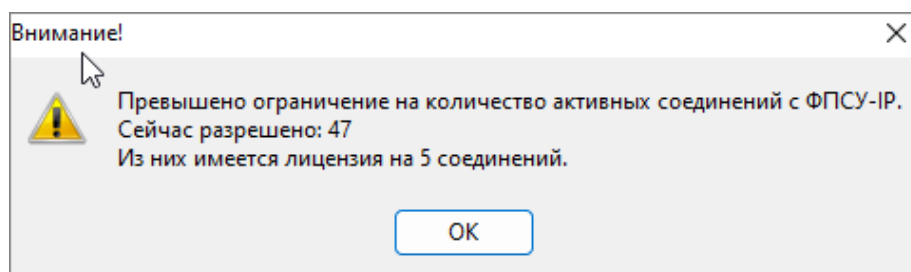 Внимание!
Превышено ограничение на количество активных соединений с ФПСУ-IP.
Сейчас разрешено: 47
Из них имеется лицензия на 5 соединений.
ОК